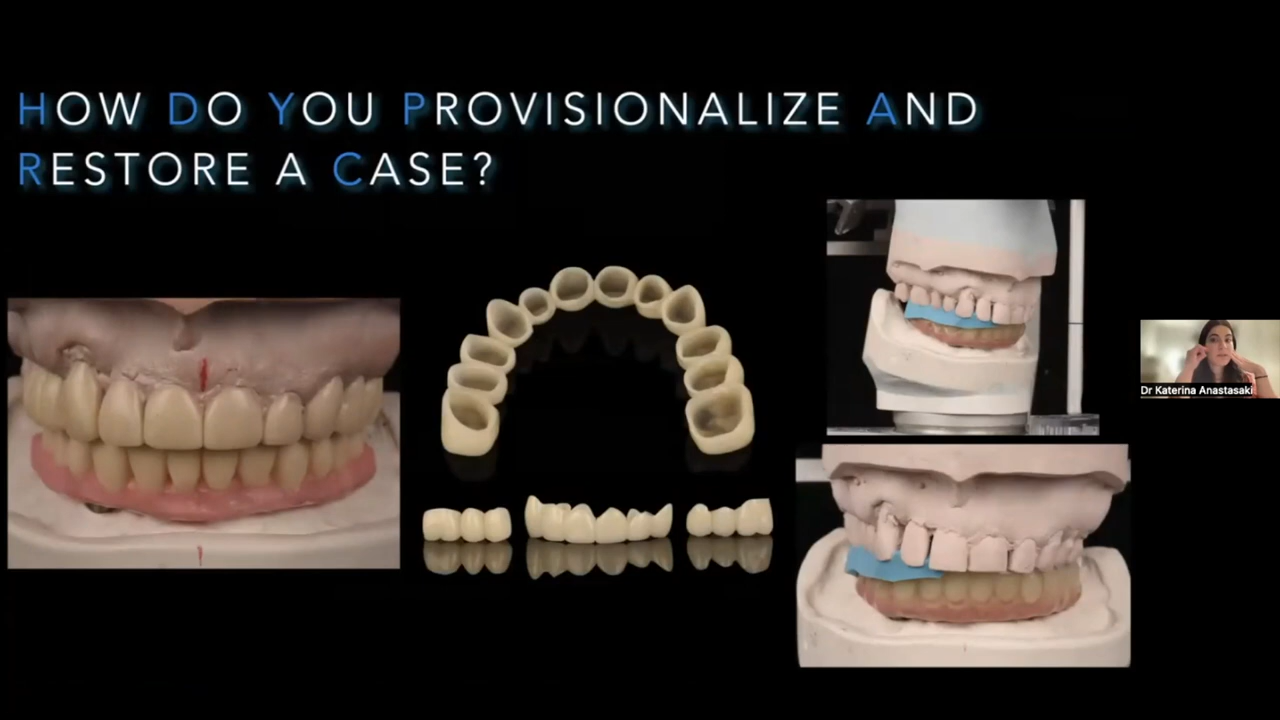 HOW DO YOU PROVISIONALIZE AND
RESTORE A CASE?
Dr Katerina Anastasaki